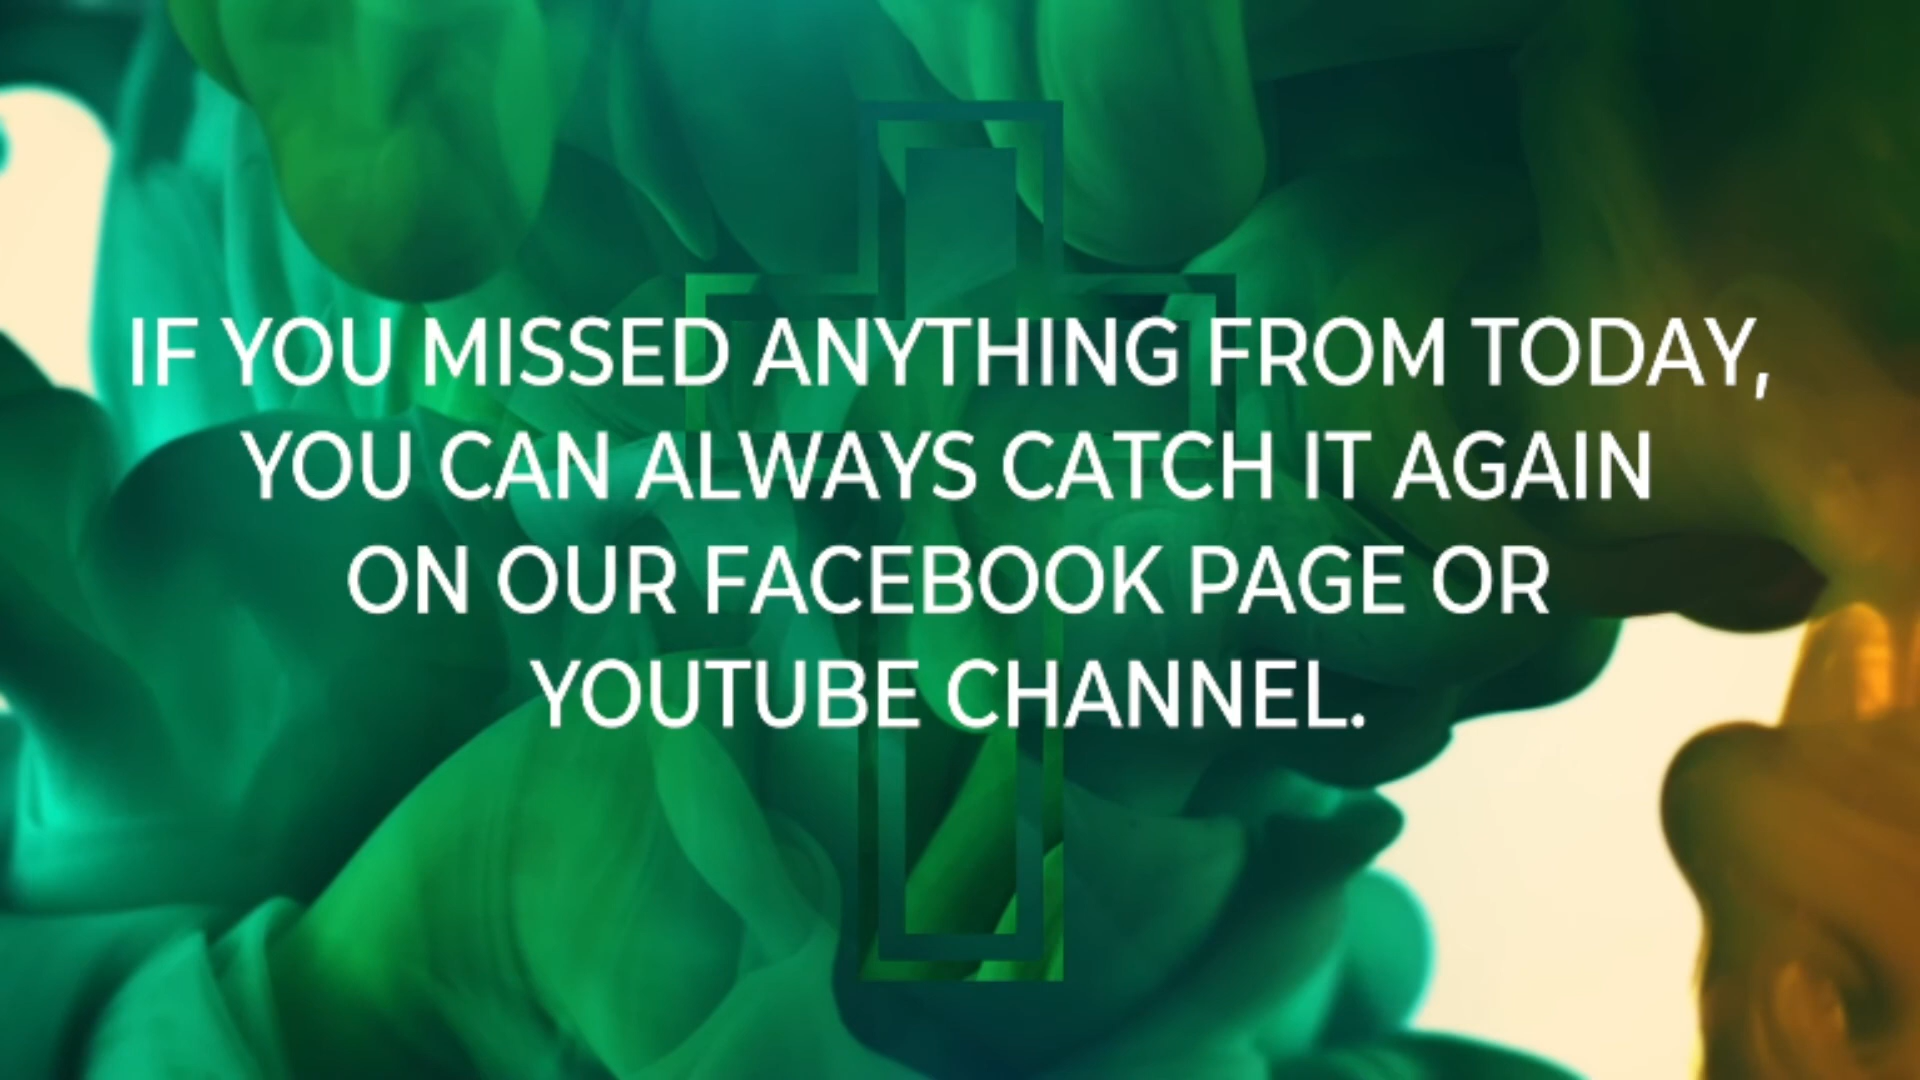 IF YOU MISSED ANYTHING FROM TODAY,
YOU CAN ALWAYS CATCH IT AGAIN
ON OUR FACEBOOK PAGE OR
YOUTUBE CHANNEL.